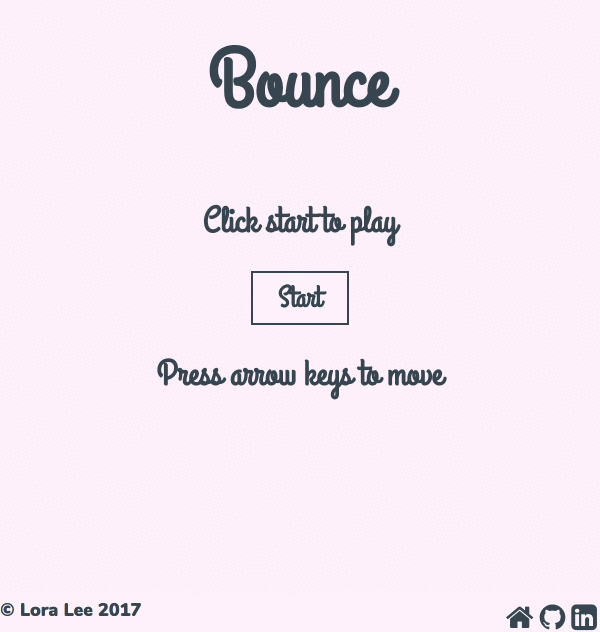 Bounce
Click start to play
Start
Press arrow keys to move
© Lora Lee 2017